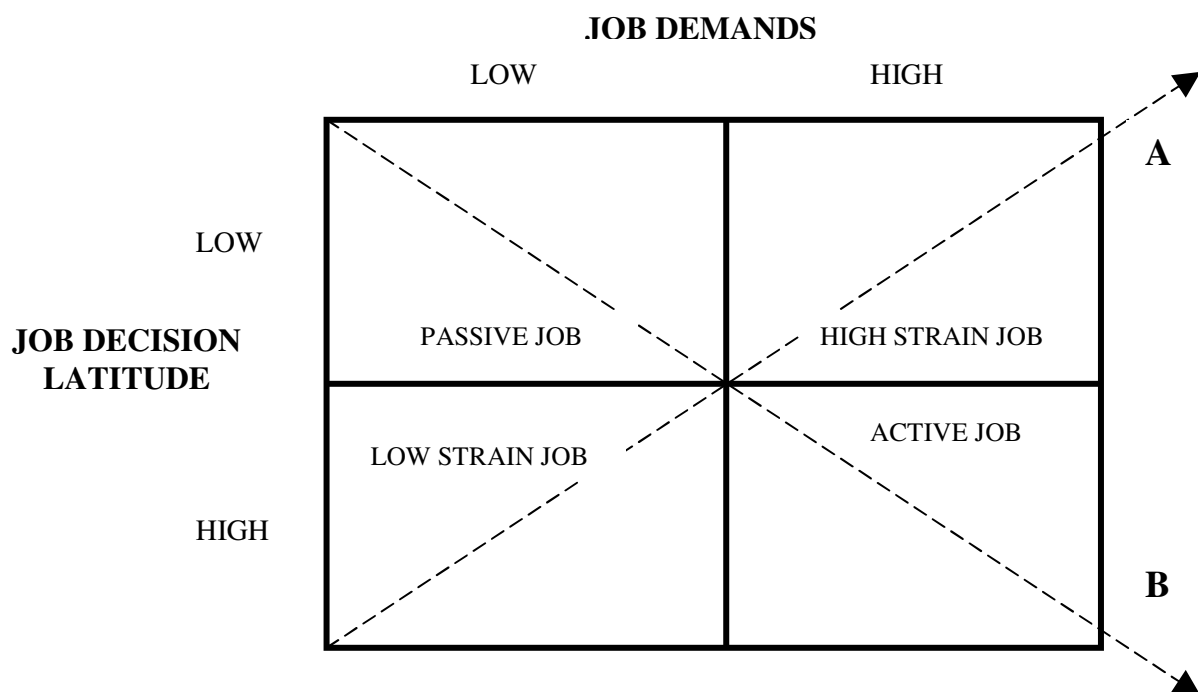 JOB DEMANDS
LOW HIGH
A
LOW
JOB DECISION
LATITUDE
PASSIVE JOB HIGH STRAIN JOB
ACTIVE JOB
LOW STRAIN JOB
HIGH
B